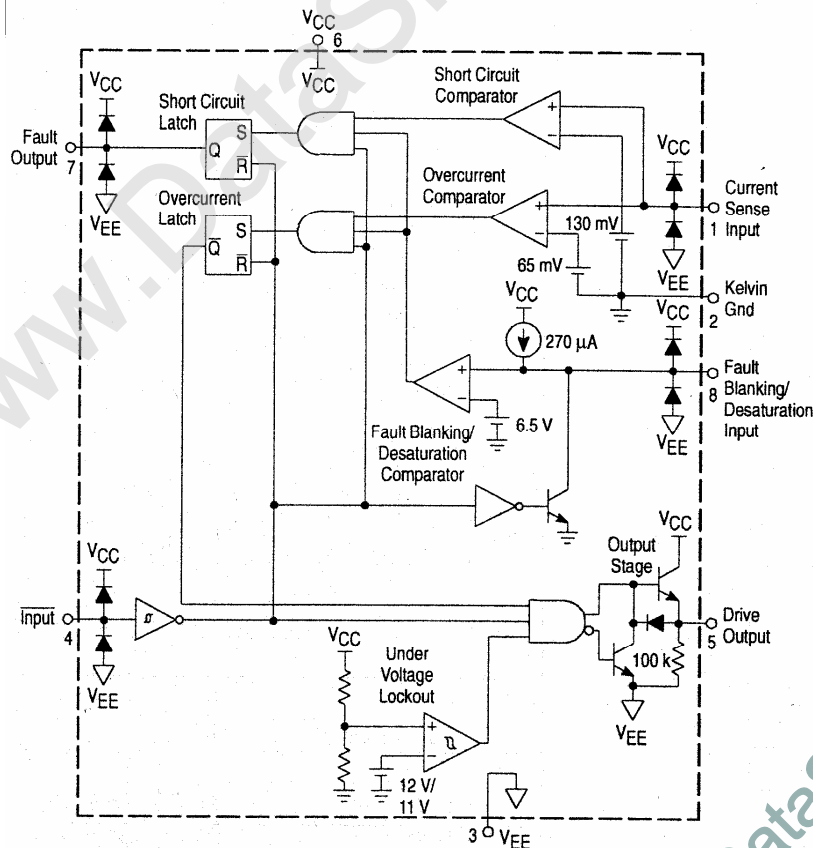 VCC
6
VCC
VCC
Short Circuit
Latch
Short Circuit
Comparator
S
Q
R
Fault
Output
7
VEE
Overcurrent
Latch
S
Q
R
Overcurrent
Comparator
+
−
+
−
130 mV
65 mV
VCC
Current
Sense
Input
1
VEE
Kelvin
Gnd
2
VCC
VCC
270 µA
+
−
6.5 V
Fault
Blanking/
Desaturation
Input
8
VEE
Fault Blanking/
Desaturation
Comparator
VCC
Output
Stage
VCC
Input
4
VEE
Drive
Output
5
100 k
VEE
VCC
Under
Voltage
Lockout
+
−
12 V/
11 V
3
VEE
www.DataS
atas